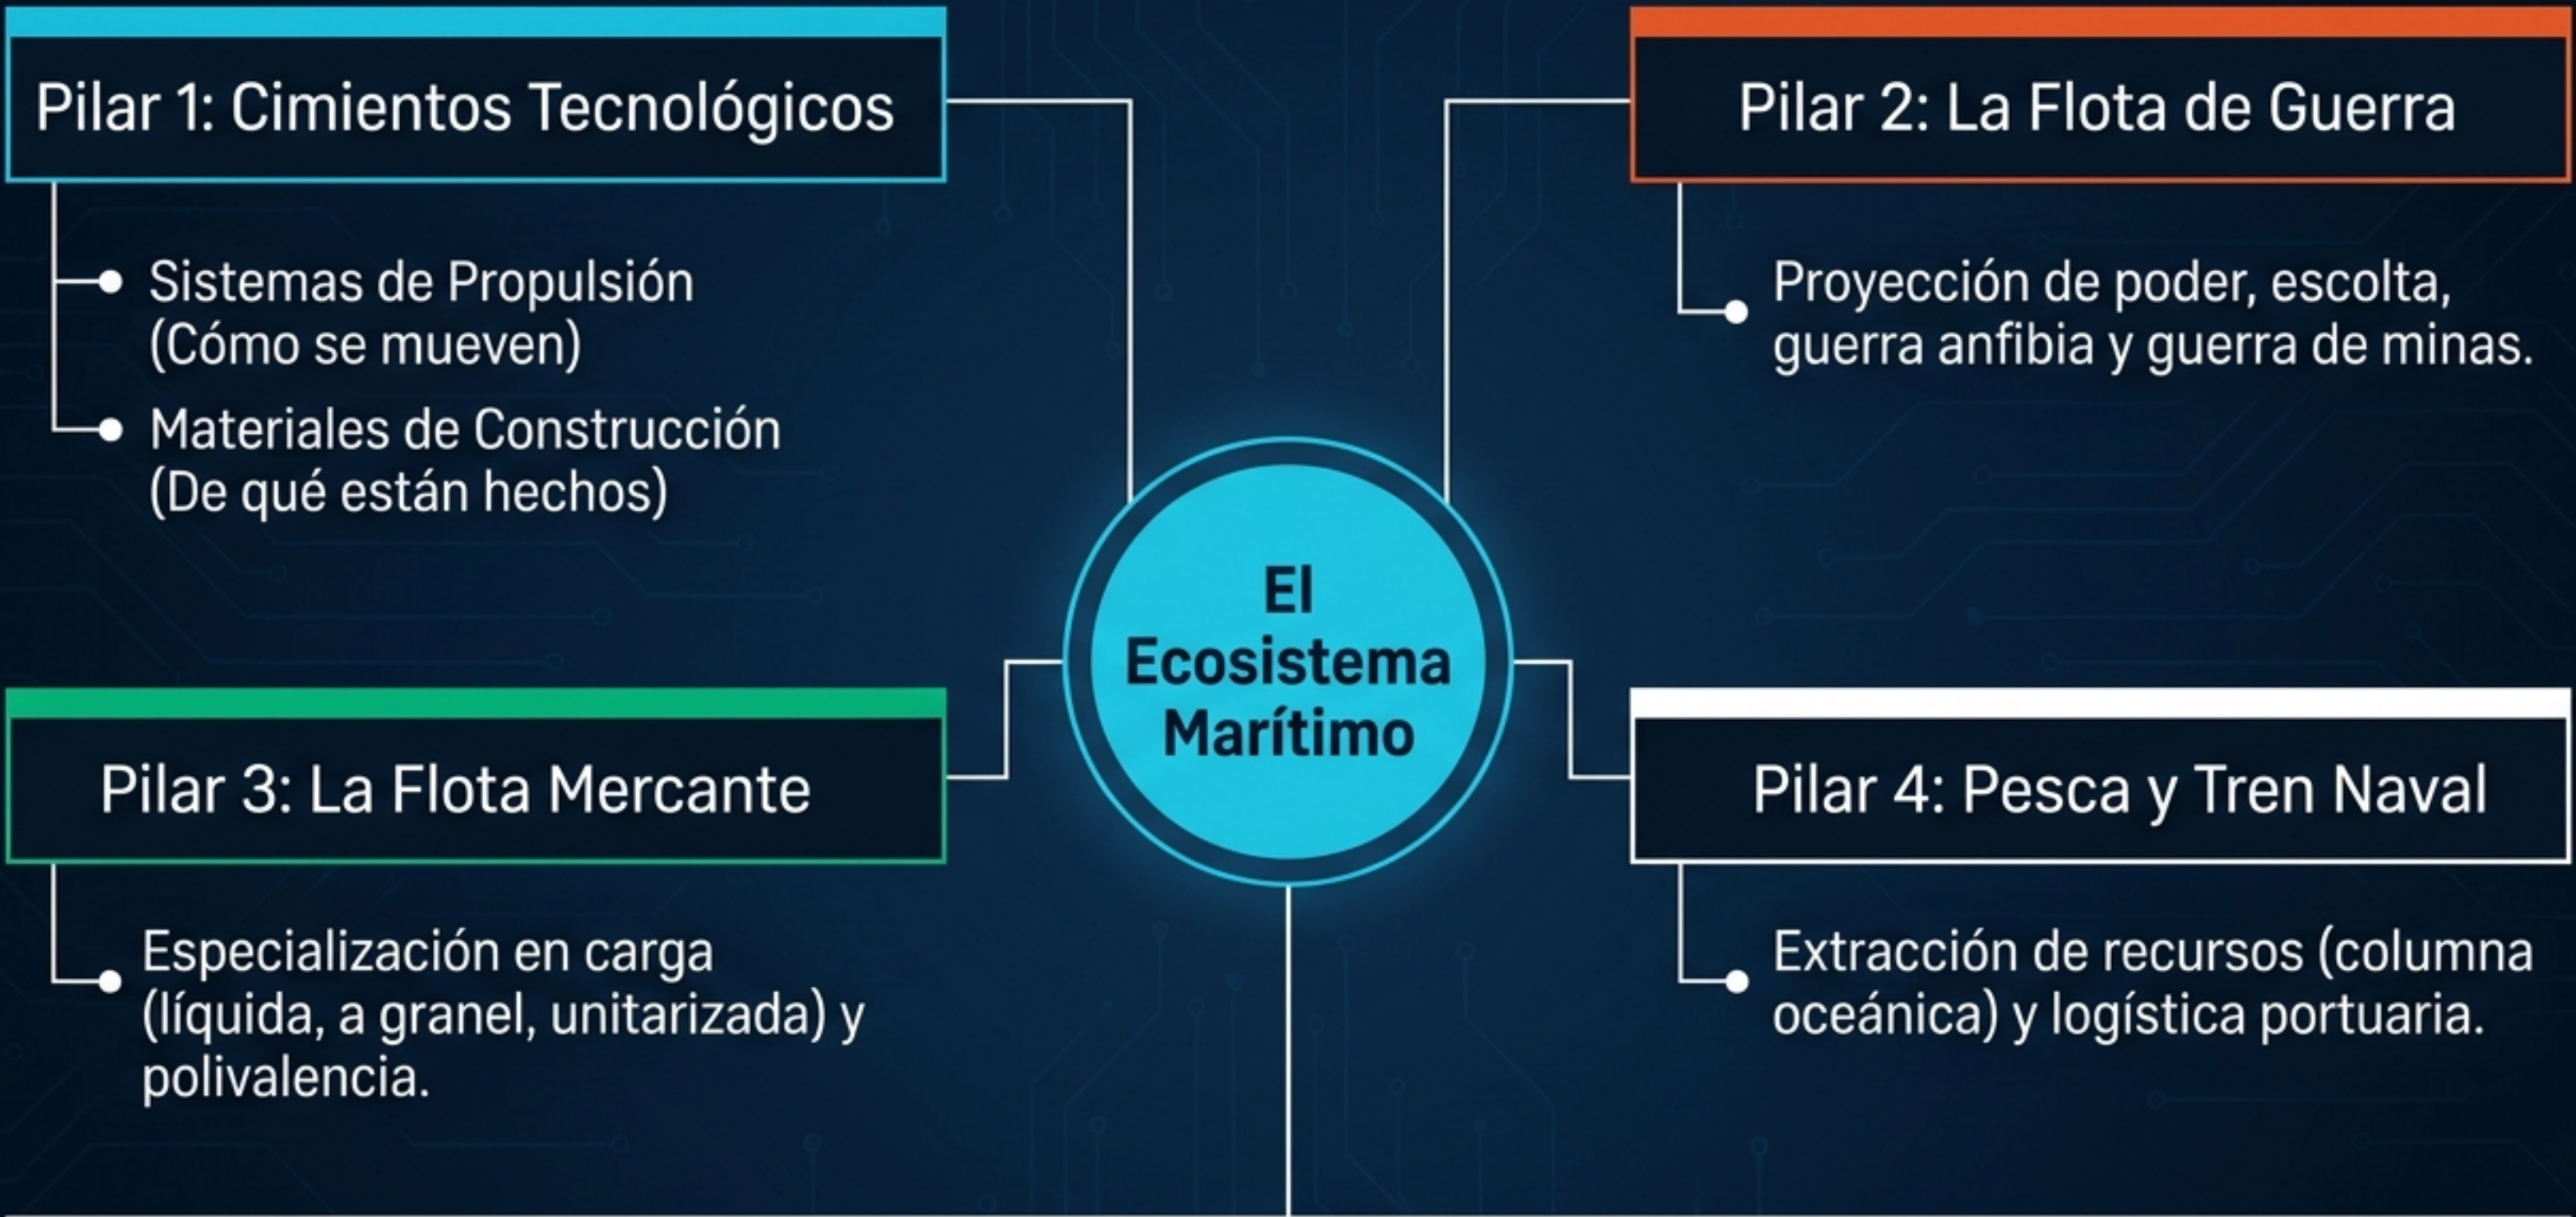 Pilar 1: Cimientos Tecnológicos
Sistemas de Propulsión
(Cómo se mueven)
Materiales de Construcción
(De qué están hechos)
Pilar 2: La Flota de Guerra
Proyección de poder, escolta,
guerra anfibia y guerra de minas.
El
Ecosistema
Marítimo
Pilar 3: La Flota Mercante
Especialización en carga
(líquida, a granel, unitarizada) y
polivalencia.
Pilar 4: Pesca y Tren Naval
Extracción de recursos (columna
oceánica) y logística portuaria.